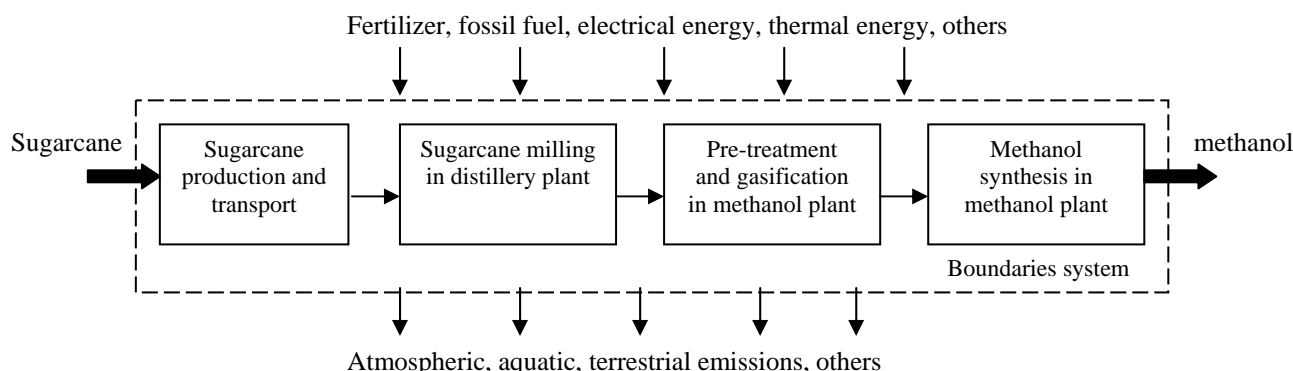 Fertilizer, fossil fuel, electrical energy, thermal energy, others
Sugarcane
Sugarcane
production and
transport
Sugarcane milling
in distillery plant
Pre-treatment
and gasification
in methanol plant
Methanol
synthesis in
methanol plant
methanol
Boundaries system
Atmospheric, aquatic, terrestrial emissions, others